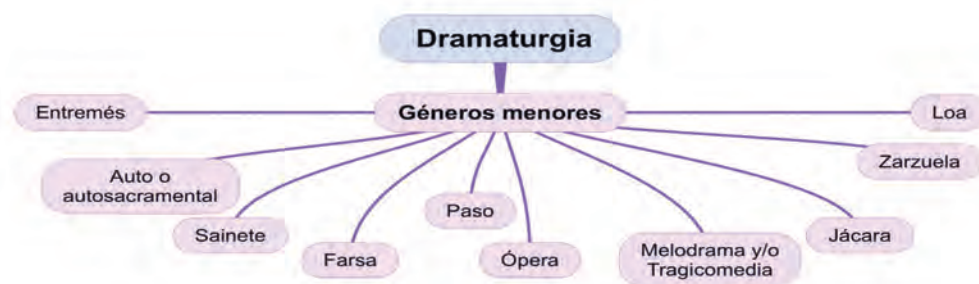 Dramaturgia
Entremés
Géneros menores
Loa
Zarzuela
Auto o
autosacramental
Paso
Sainete
Jácara
Farsa
Ópera
Melodrama y/o
Tragicomedia